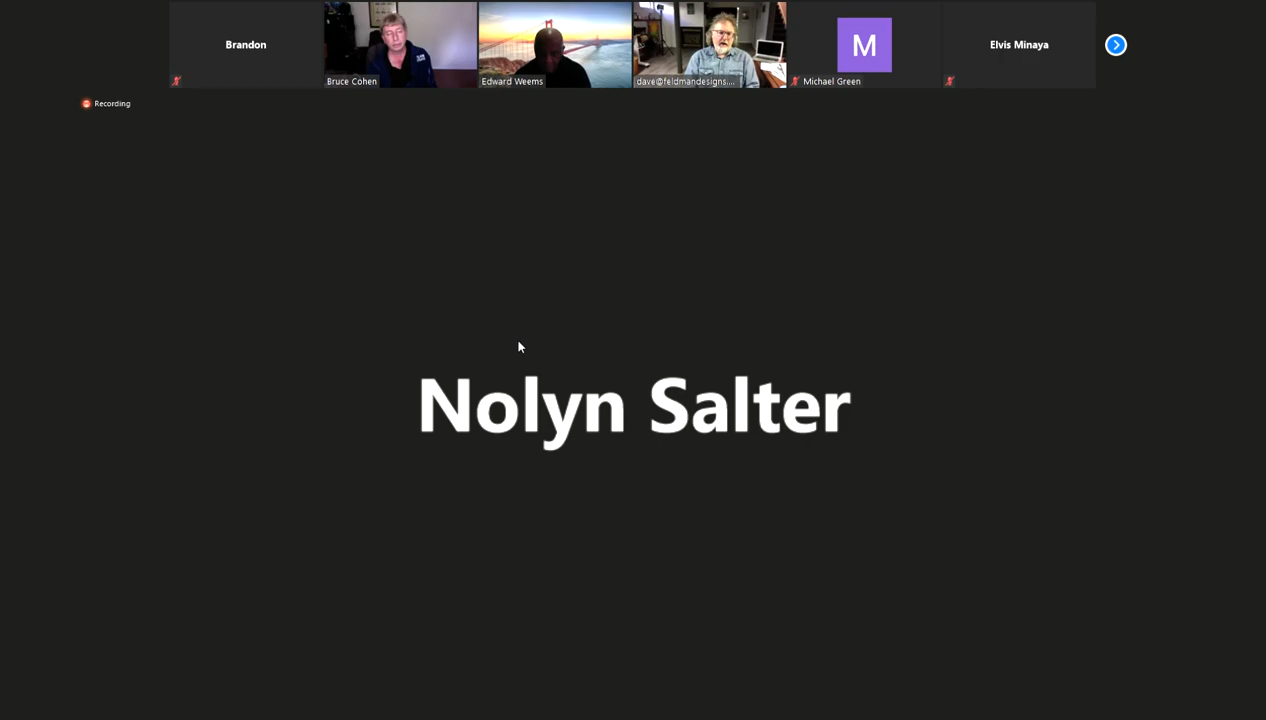 Brandon
Bruce Cohen
Edward Weems
dave@feldmandesigns....
M
Michael Green
Elvis Minaya
Recording
Nolyn Salter